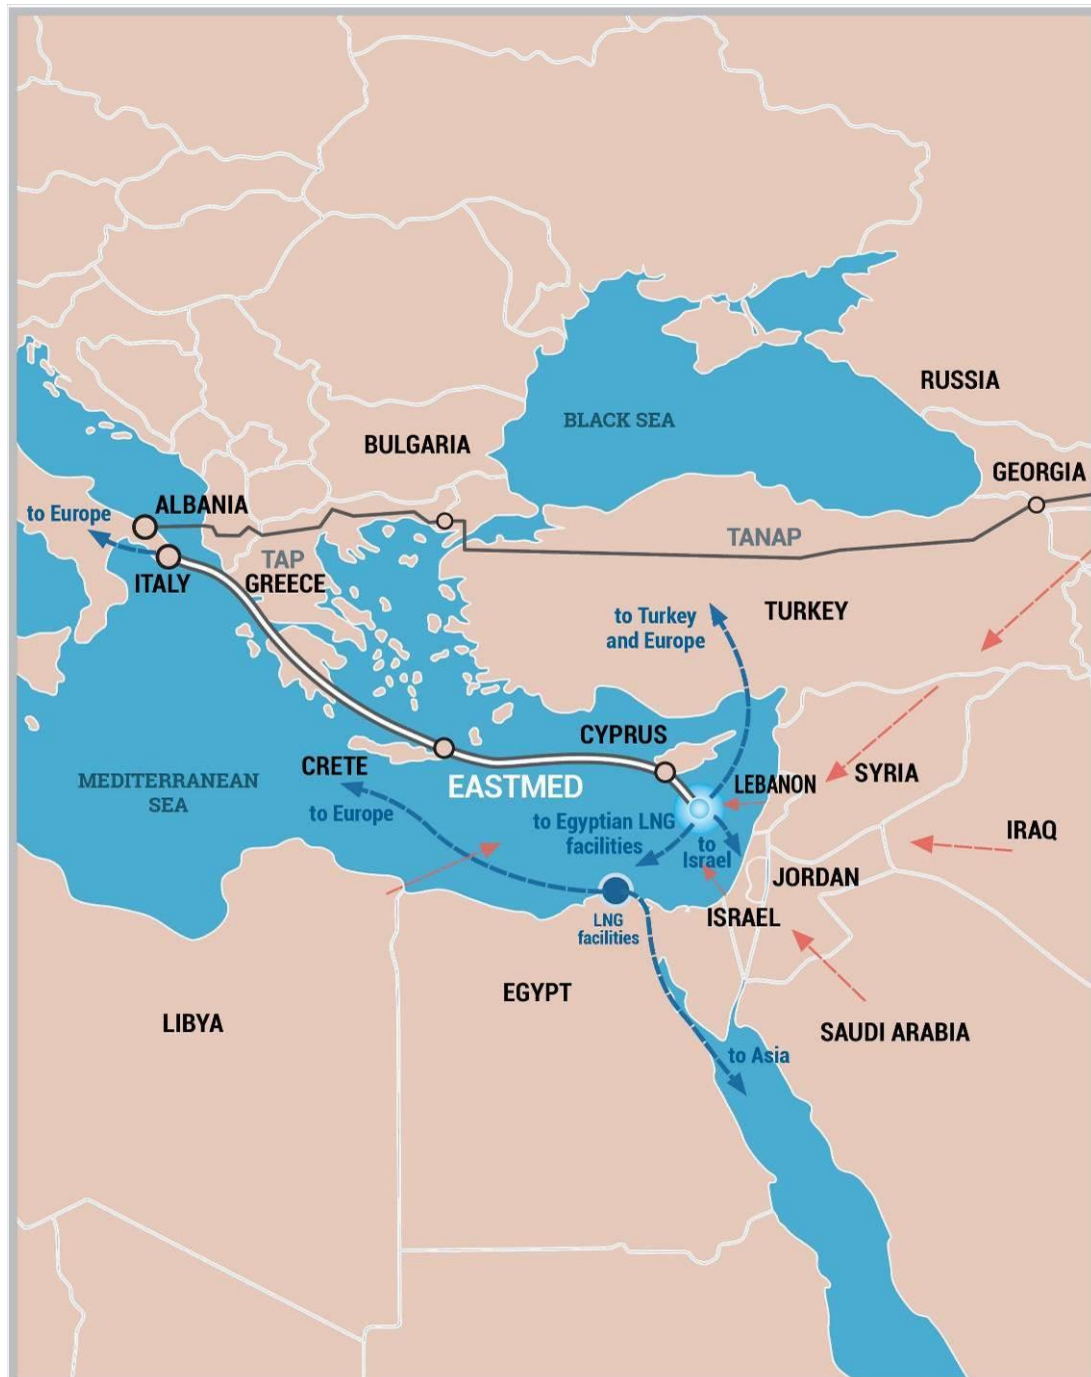 RUSSIA
BLACK SEA
BULGARIA
GEORGIA
ALBANIA
to Europe
TANAP
TAP
ITALY
GREECE
TURKEY
to Turkey
and Europe
CYPRUS
CRETE
EASTMED
LEBANON
SYRIA
MEDITERRANEAN
SEA
to Europe
to Egyptian LNG
facilities
to
Israel
IRAQ
JORDAN
ISRAEL
LNG
facilities
EGYPT
LIBYA
SAUDI ARABIA
to Asia